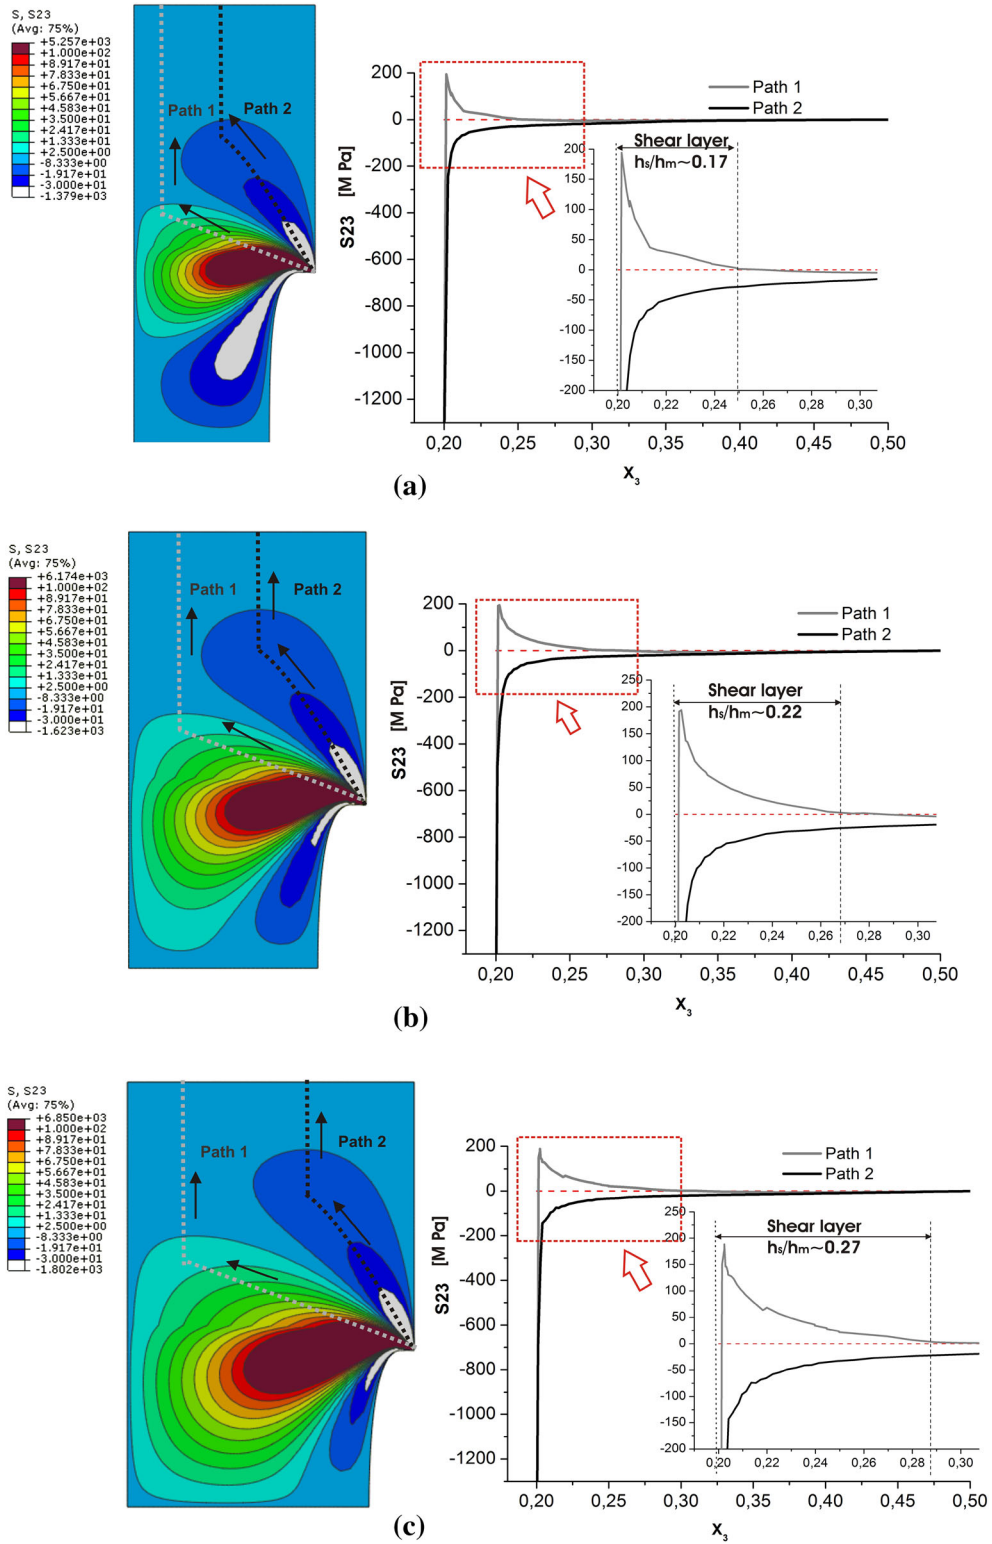 S, S23
(Avg: 75%)
+5.257e+03
+1.000e+02
+8.917e+01
+7.833e+01
+6.750e+01
+5.667e+01
+4.583e+01
+3.500e+01
+2.417e+01
+1.333e+01
+2.500e+00
-8.333e+00
-1.917e+01
-3.000e+01
-1.379e+03
Path 1
Path 2
200
0
-200
-400
-600
-800
-1000
-1200
S23 [M Pa]
Path 1
Path 2
Shear layer
hs/hm~0.17
200
150
100
50
0
-50
-100
-150
-200
0,20 0,22 0,24 0,26 0,28 0,30
0,20 0,25 0,30 0,35 0,40 0,45 0,50
X3
(a)
S, S23
(Avg: 75%)
+6.174e+03
+1.000e+02
+8.917e+01
+7.833e+01
+6.750e+01
+5.667e+01
+4.583e+01
+3.500e+01
+2.417e+01
+1.333e+01
+2.500e+00
-8.333e+00
-1.917e+01
-3.000e+01
-1.623e+03
Path 1
Path 2
200
0
-200
-400
-600
-800
-1000
-1200
S23 [M Pa]
Path 1
Path 2
Shear layer
hs/hm~0.22
250
200
150
100
50
0
-50
-100
-150
-200
0,20 0,22 0,24 0,26 0,28 0,30
0,20 0,25 0,30 0,35 0,40 0,45 0,50
X3
(b)
S, S23
(Avg: 75%)
+6.850e+03
+1.000e+02
+8.917e+01
+7.833e+01
+6.750e+01
+5.667e+01
+4.583e+01
+3.500e+01
+2.417e+01
+1.333e+01
+2.500e+00
-8.333e+00
-1.917e+01
-3.000e+01
-1.802e+03
Path 1
Path 2
200
0
-200
-400
-600
-800
-1000
-1200
S23 [M Pa]
Path 1
Path 2
Shear layer
hs/hm~0.27
250
200
150
100
50
0
-50
-100
-150
-200
0,20 0,22 0,24 0,26 0,28 0,30
0,20 0,25 0,30 0,35 0,40 0,45 0,50
X3
(c)